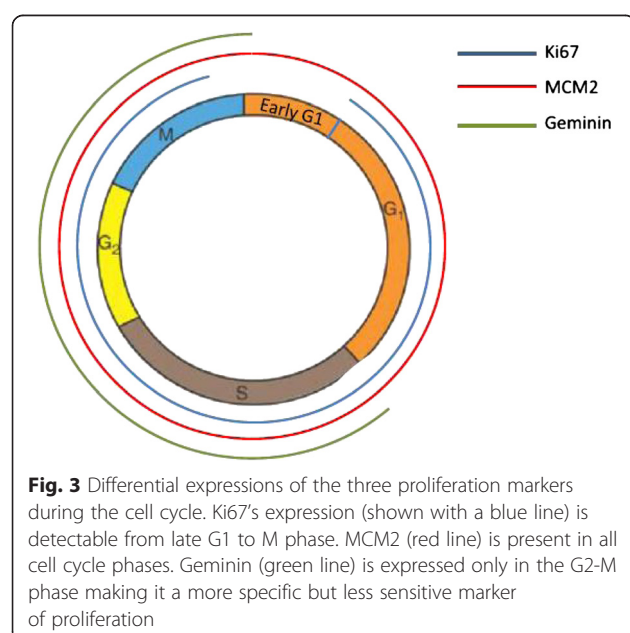 Ki67
MCM2
Geminin
Early G1
M
G₁
G₂
S
Fig. 3 Differential expressions of the three proliferation markers
during the cell cycle. Ki67's expression (shown with a blue line) is
detectable from late G1 to M phase. MCM2 (red line) is present in all
cell cycle phases. Geminin (green line) is expressed only in the G2-M
phase making it a more specific but less sensitive marker
of proliferation